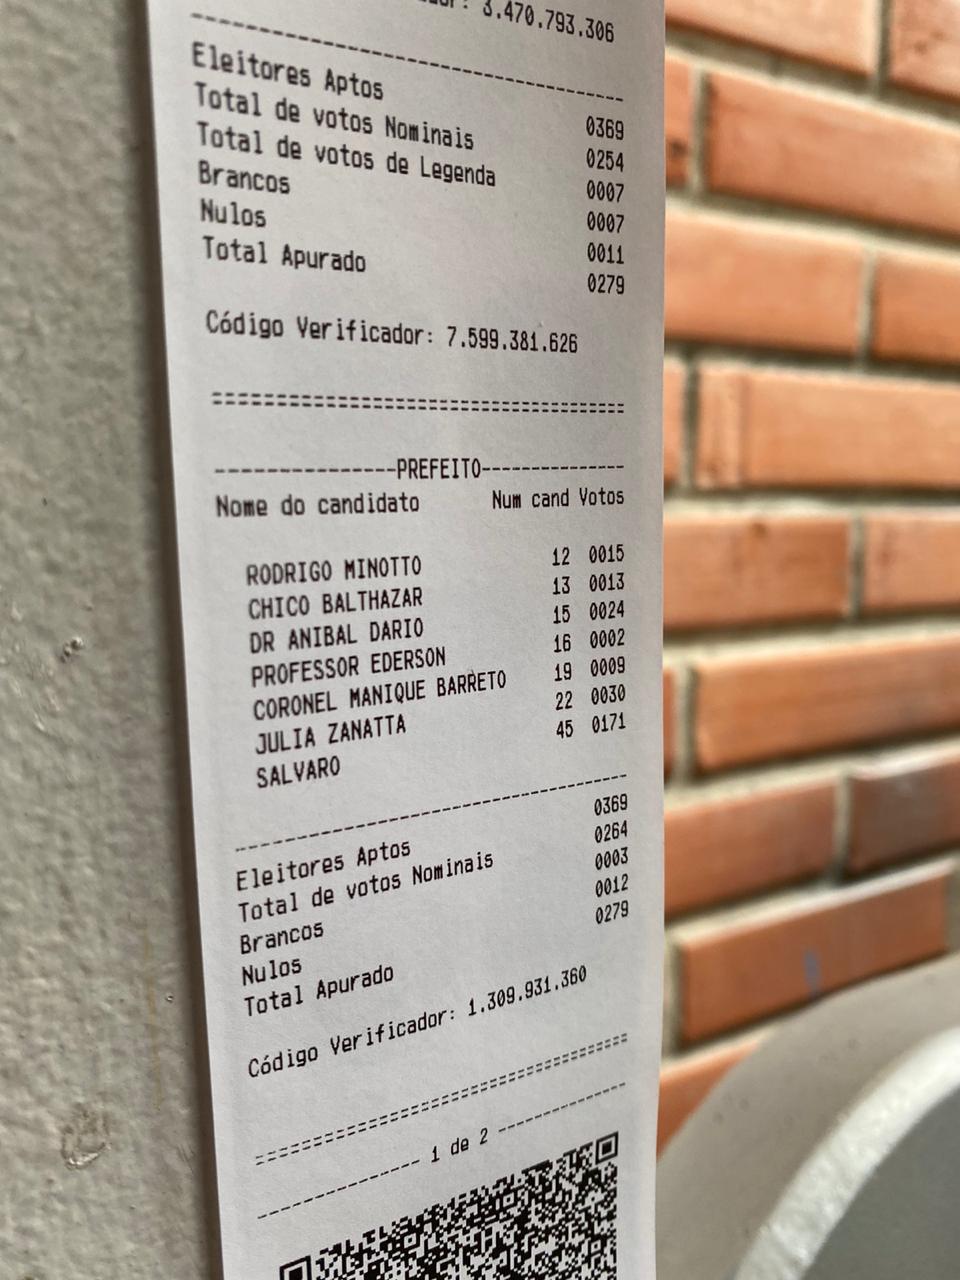 3.470.793.306
--------------------------------
Eleitores Aptos 0369
Total de votos Nominais 0254
Total de votos de Legenda 0007
Brancos 0007
Nulos 0011
Total Apurado 0279
Código Verificador: 7.599.381.626
================================
--------------PREFEITO-----------
Nome do candidato Num cand Votos
RODRIGO MINOTTO 12 0015
CHICO BALTHAZAR 13 0013
DR ANIBAL DARIO 15 0024
PROFESSOR EDERSON 16 0002
CORONEL MANIQUE BARRETO 19 0009
JULIA ZANATTA 22 0030
SALVARO 45 0171
--------------------------------
Eleitores Aptos 0369
Total de votos Nominais 0264
Brancos 0003
Nulos 0012
Total Apurado 0279
Código Verificador: 1.309.931.360
================================
------------- 1 de 2 -------------